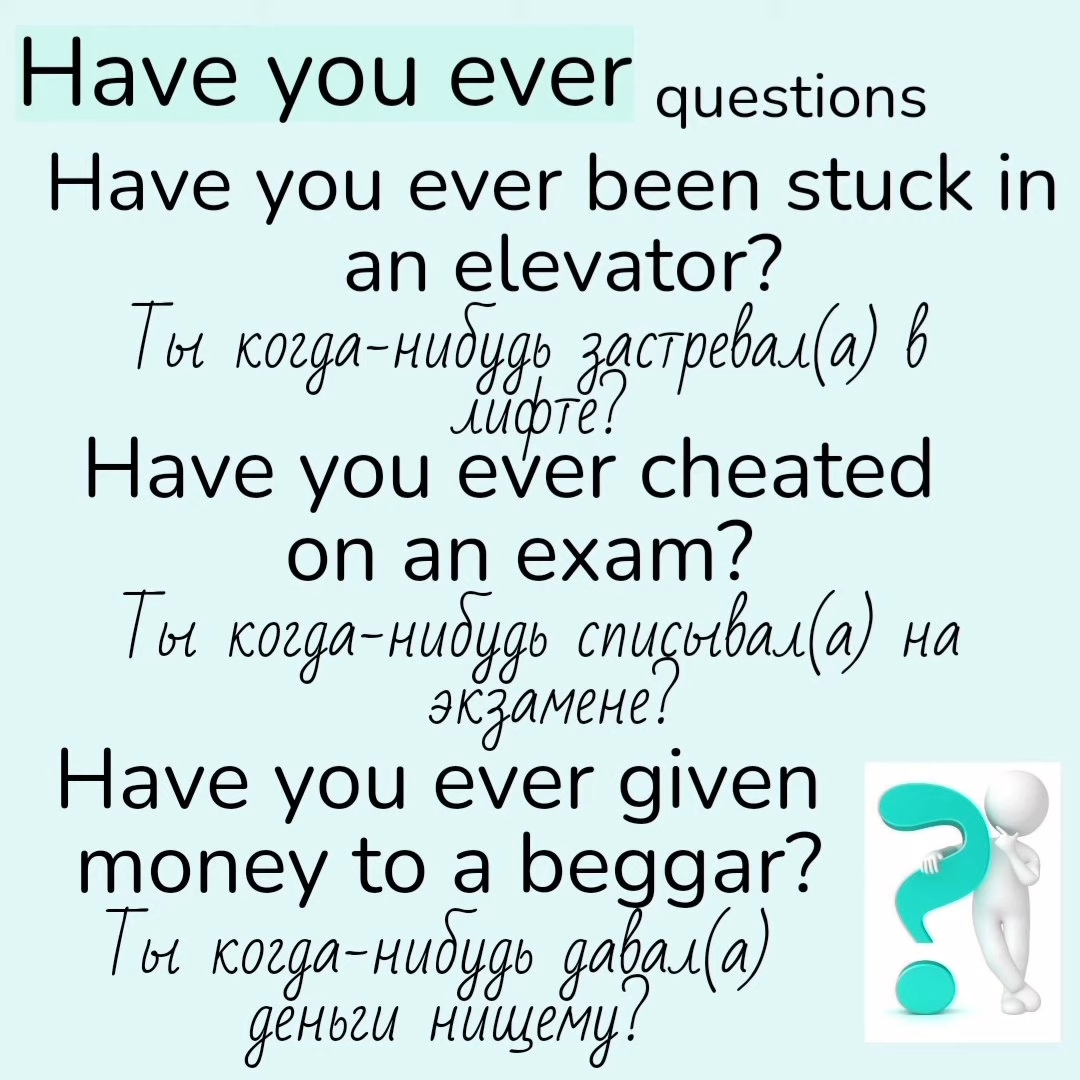 Have you ever questions
Have you ever been stuck in
an elevator?
Ты когда-нибудь застревал(а) в
лифте?
Have you ever cheated
on an exam?
Ты когда-нибудь списывал(а) на
экзамене?
Have you ever given
money to a beggar?
Ты когда-нибудь давал(а)
деньги нищему?